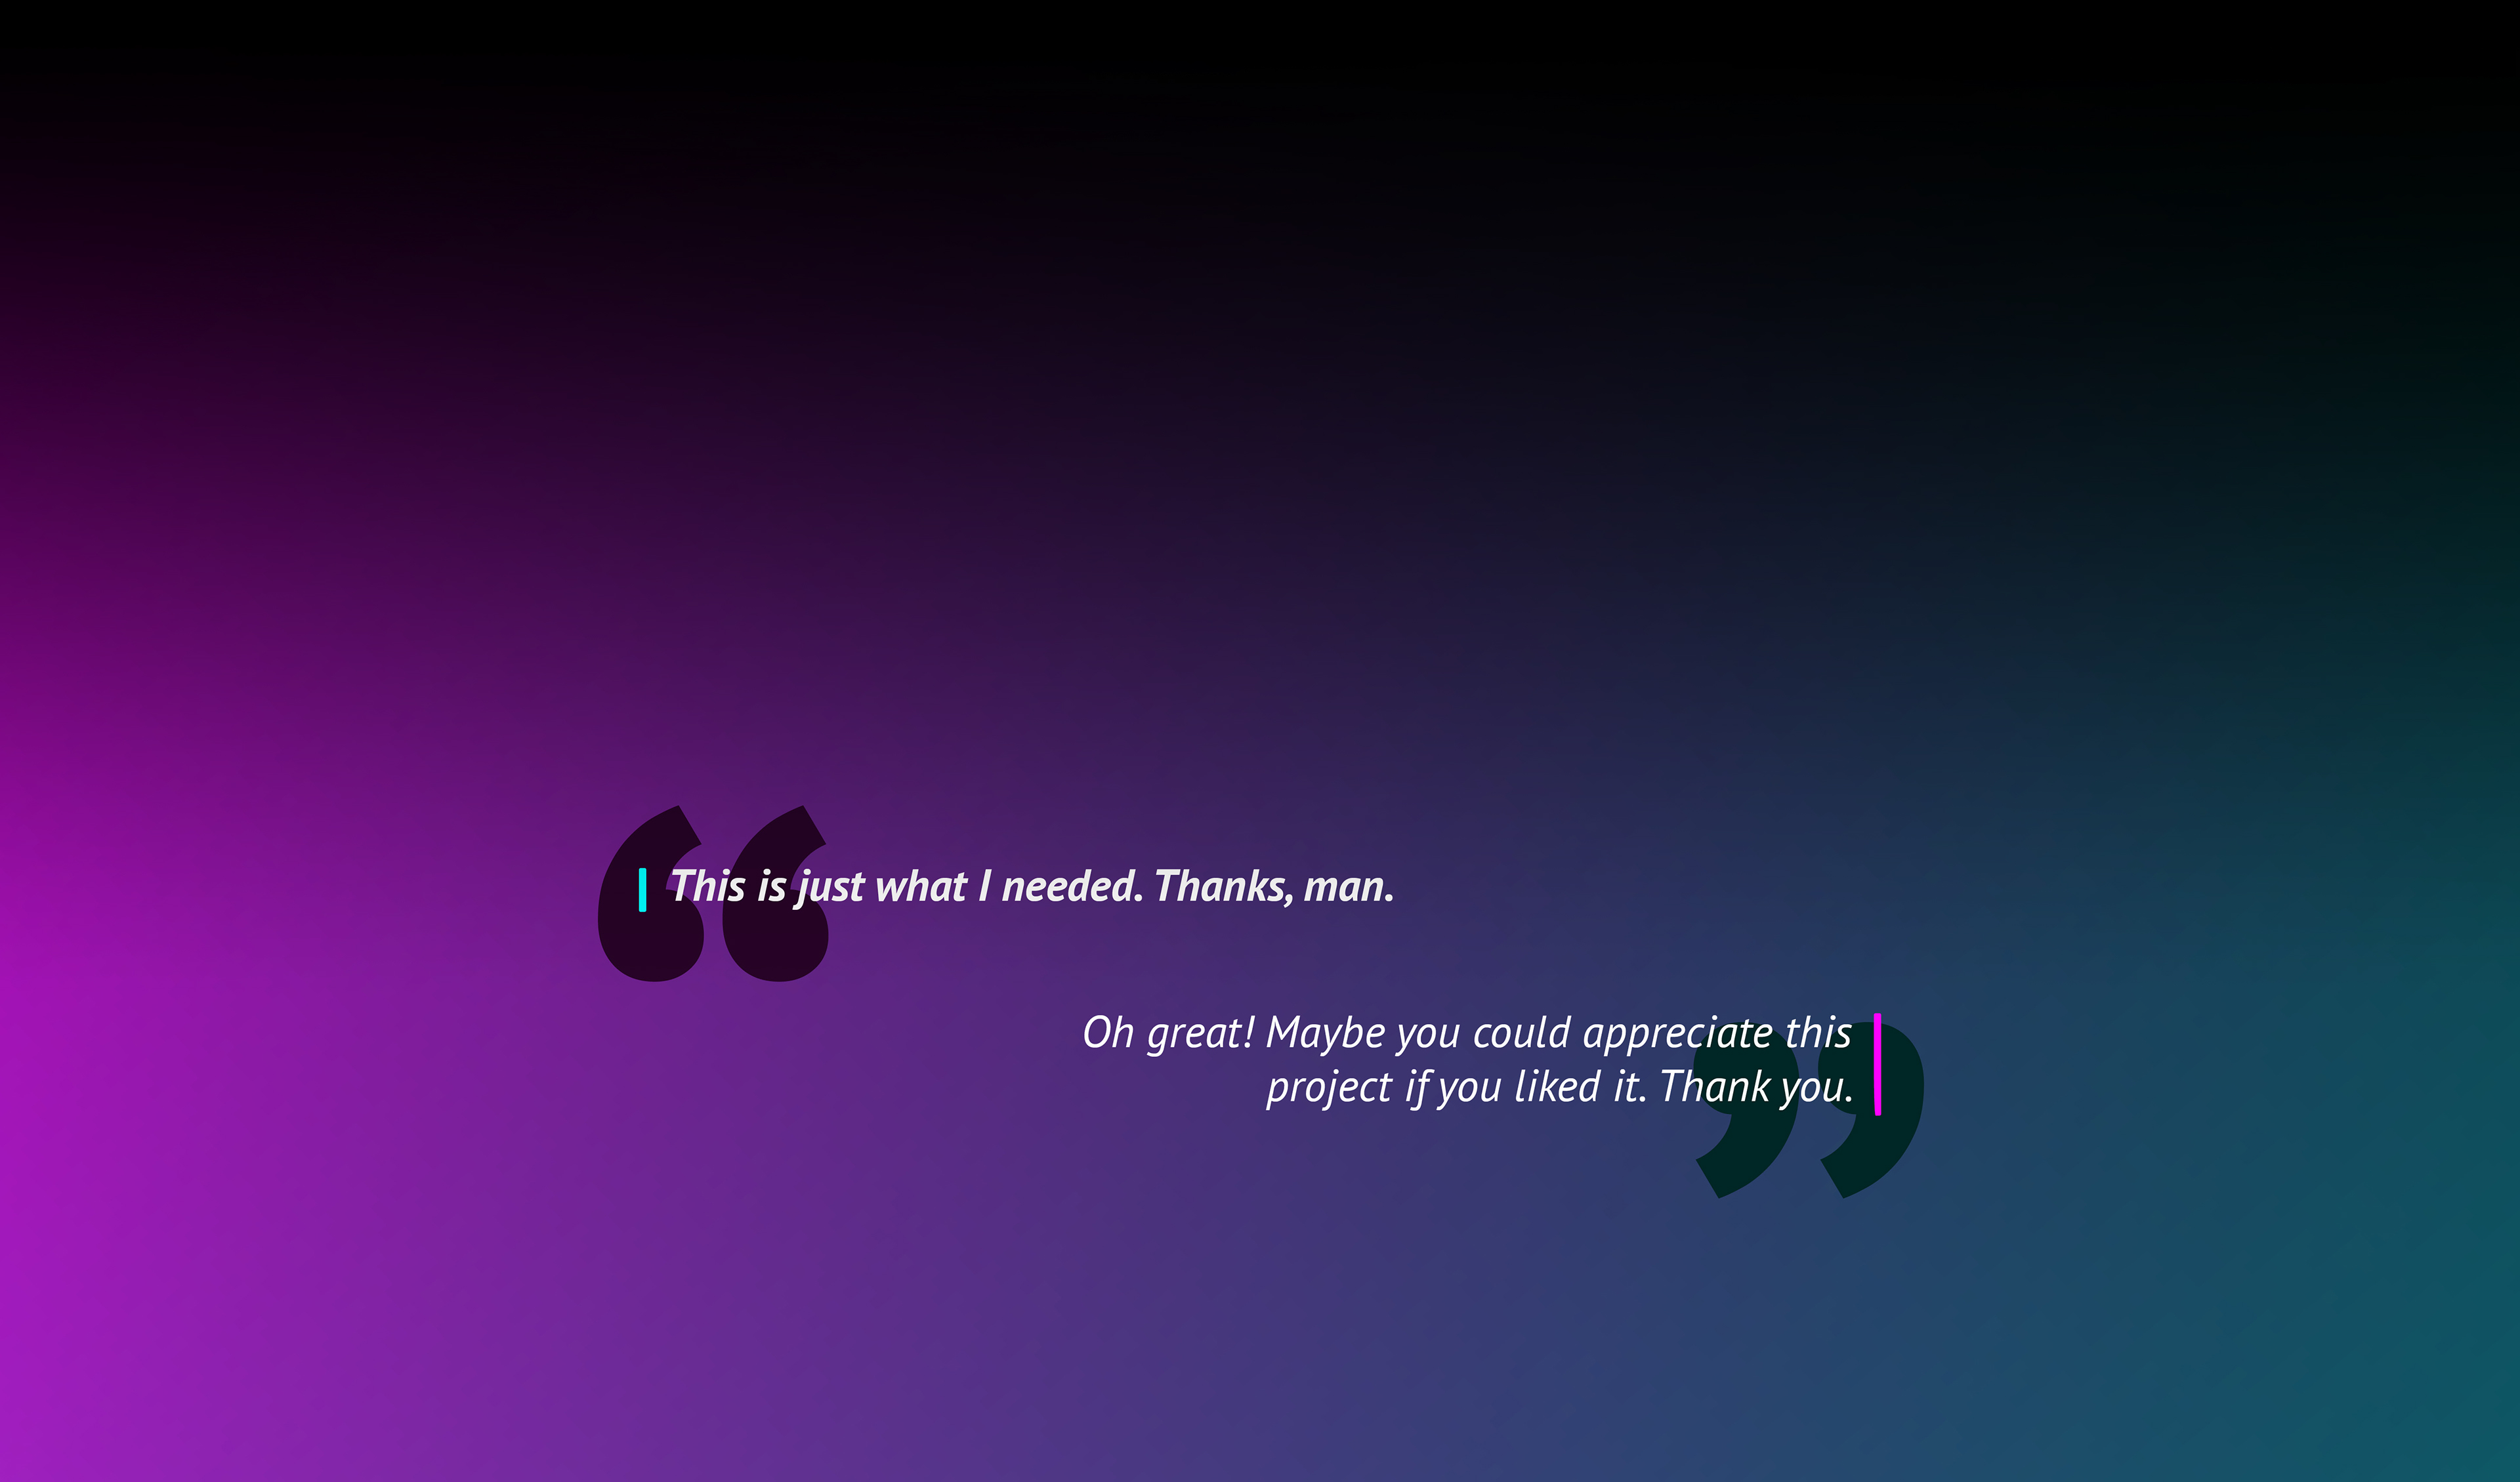 This is just what I needed. Thanks, man.
Oh great! Maybe you could appreciate this
project if you liked it. Thank you.